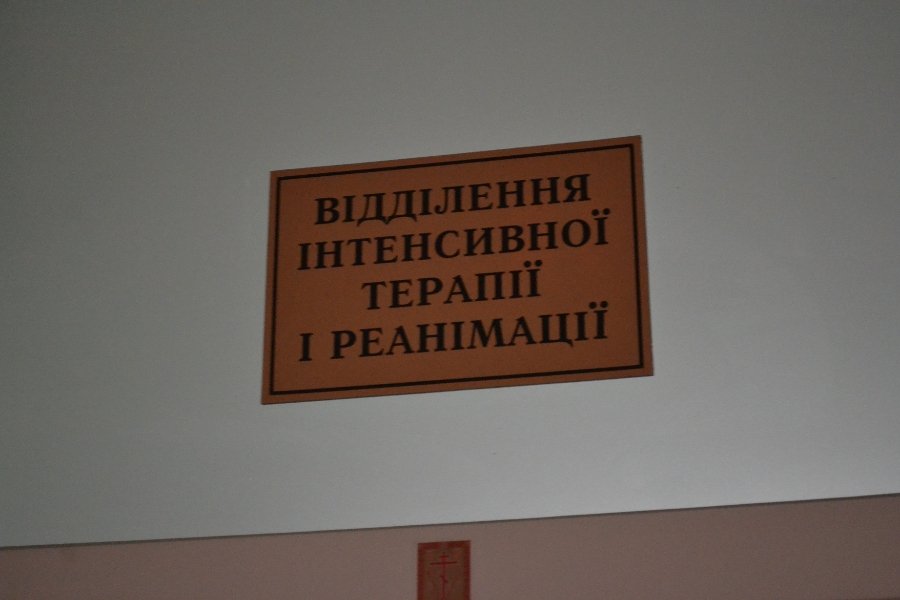 ВІДДІЛЕННЯ
ІНТЕНСИВНОЇ
ТЕРАПІЇ
І РЕАНІМАЦІЇ